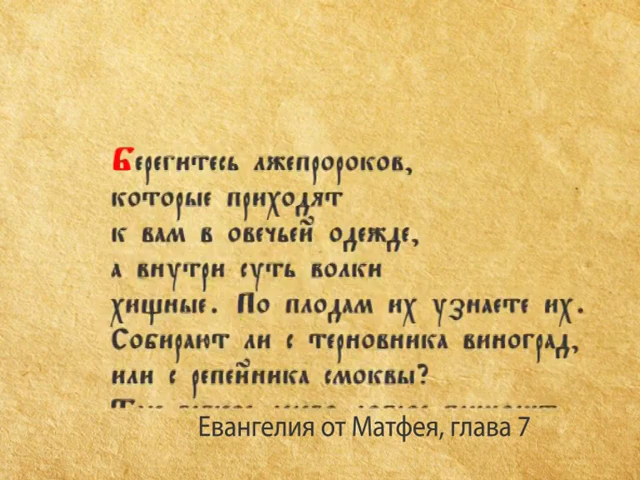 Берегитесь лжепророков,
которые приходят
к вам в овечьей одежде,
а внутри суть волки
хищные. По плодам их узнаете их.
Собирают ли с терновника виноград,
или с репейника смоквы?
Евангелия от Матфея, глава 7